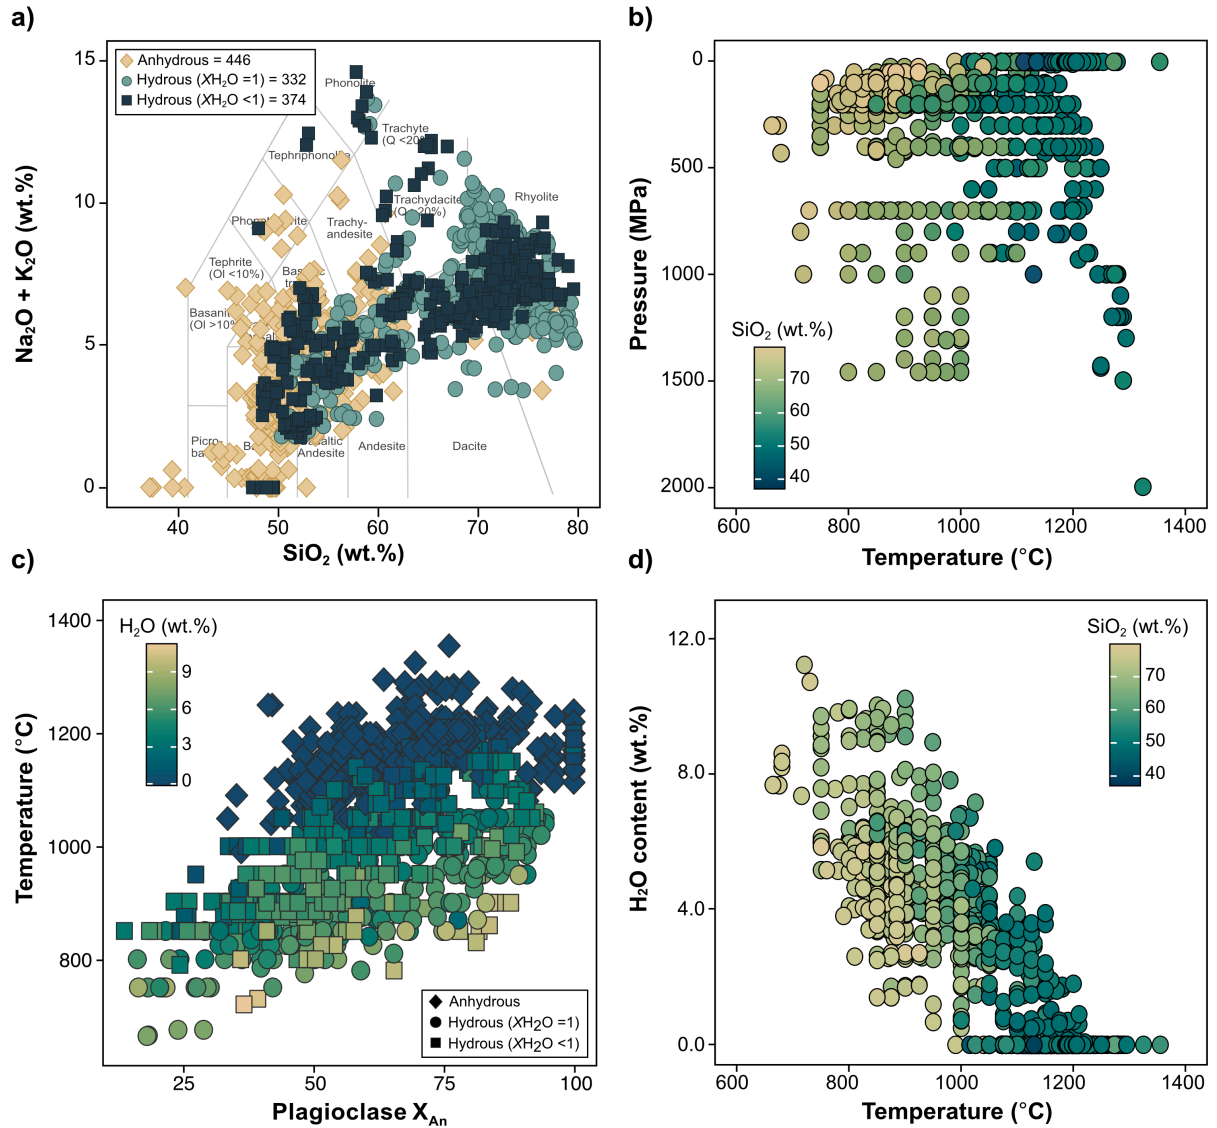 a)
15
10
5
0
Na₂O + K₂O (wt.%)
Anhydrous = 446
Hydrous (XH₂O =1) = 332
Hydrous (XH₂O <1) = 374
Phonolite
Trachyte
(Q <20%
Tephriphonolite
Trachydacite
(Q 20%)
Rhyolite
Trachy-
andesite
Tephrite
(Ol <10%)
(Ol >10%
Picro-
Andesite
Andesite
Dacite
40
50
60
70
80
SiO₂ (wt.%)
b)
0
500
1000
1500
2000
Pressure (MPa)
SiO₂ (wt.%)
70
60
50
40
600
800
1000
1200
1400
Temperature (°C)
c)
1400
1200
1000
800
Temperature (°C)
H₂O (wt.%)
9
6
3
0
Anhydrous
Hydrous (XH₂O =1)
Hydrous (XH₂O <1)
25
50
75
100
Plagioclase X_An
d)
12.0
8.0
4.0
0.0
H₂O content (wt.%)
SiO₂ (wt.%)
70
60
50
40
600
800
1000
1200
1400
Temperature (°C)